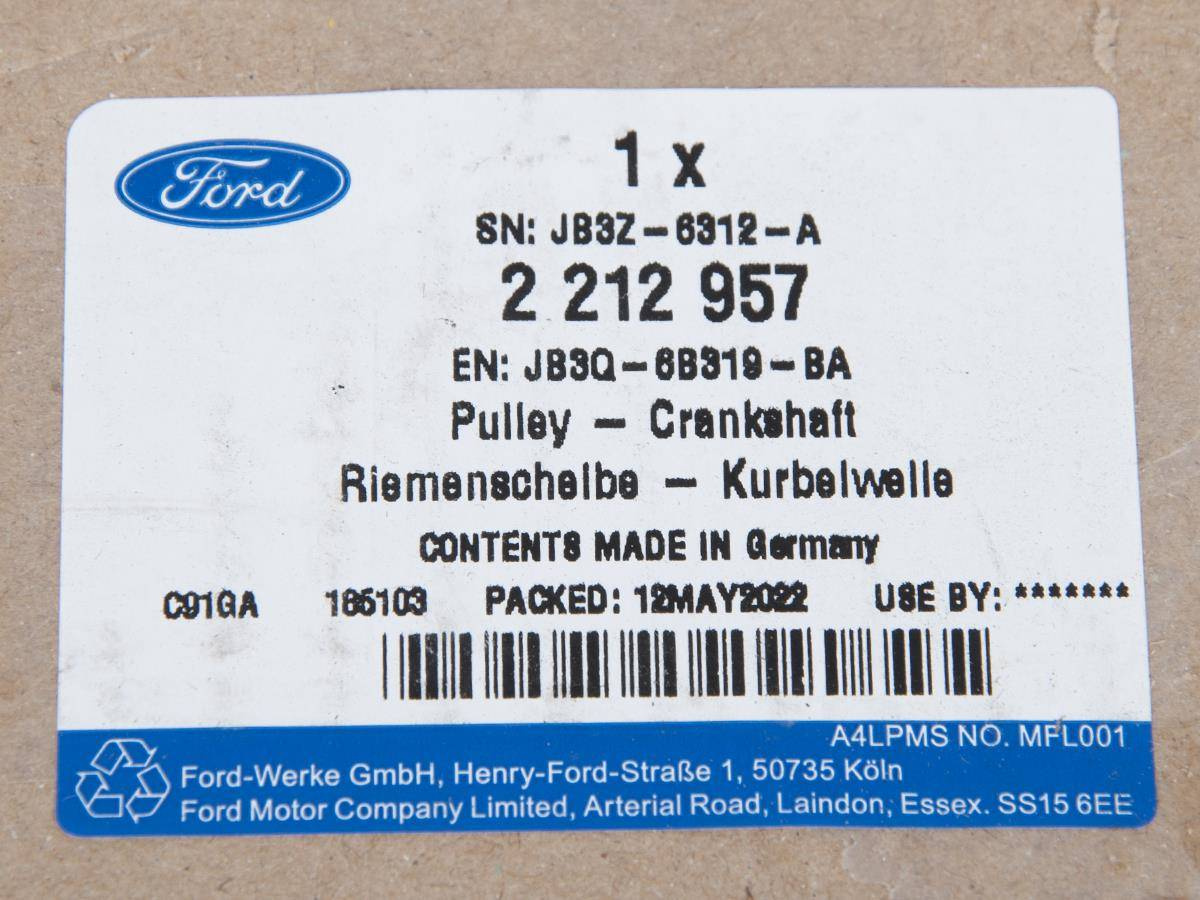 Ford
1 x
SN: JB3Z-6312-A
2 212 957
EN: JB3Q-6B319-BA
Pulley - Crankshaft
Riemenscheibe - Kurbelwelle
CONTENTS MADE IN Germany
C91GA 185103 PACKED: 12MAY2022 USE BY: *******
A4LPMS NO. MFL001
Ford-Werke GmbH, Henry-Ford-Straße 1, 50735 Köln
Ford Motor Company Limited, Arterial Road, Laindon, Essex. SS15 6EE